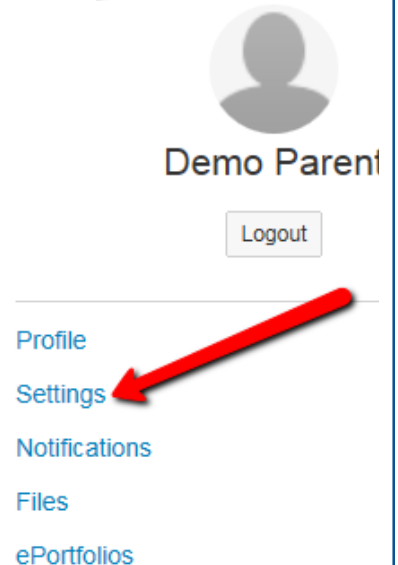 Demo Parent
Logout
Profile
Settings
Notifications
Files
ePortfolios